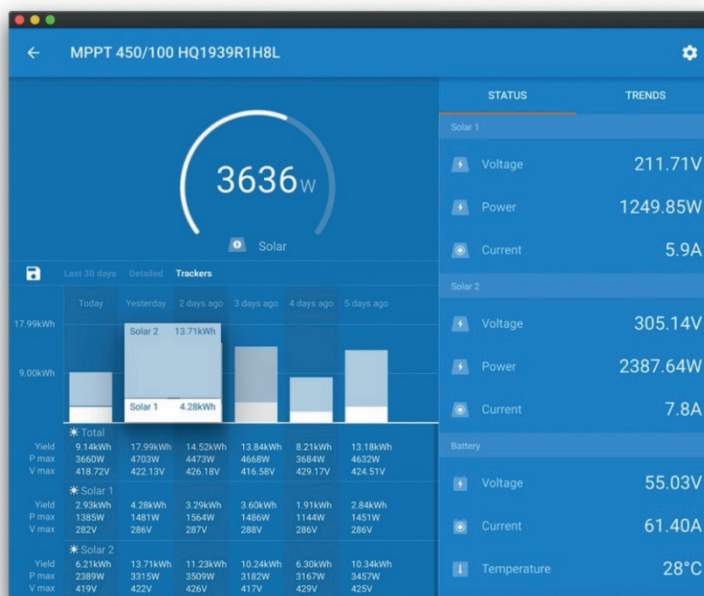 MPPT 450/100 HQ1939R1H8L
3636W
Solar
Last 30 days Detailed Trackers
Today Yesterday 2 days ago 3 days ago 4 days ago 5 days ago
17.99kWh
9.00kWh
Solar 2 13.71kWh
Solar 1 4.28kWh
Total
Yield 9.14kWh 17.99kWh 14.52kWh 13.84kWh 8.21kWh 13.18kWh
P max 3660W 4703W 4473W 4668W 3684W 4632W
V max 418.72V 422.13V 426.18V 416.58V 429.17V 424.51V
Solar 1
Yield 2.93kWh 4.28kWh 3.29kWh 3.60kWh 1.91kWh 2.84kWh
P max 1385W 1481W 1564W 1486W 1144W 1451W
V max 282V 286V 287V 288V 286V 286V
Solar 2
Yield 6.21kWh 13.71kWh 11.23kWh 10.24kWh 6.30kWh 10.34kWh
P max 2389W 3315W 3509W 3182W 3167W 3457W
V max 419V 422V 426V 417V 429V 425V
STATUS TRENDS
Solar 1
Voltage 211.71V
Power 1249.85W
Current 5.9A
Solar 2
Voltage 305.14V
Power 2387.64W
Current 7.8A
Battery
Voltage 55.03V
Current 61.40A
Temperature 28°C